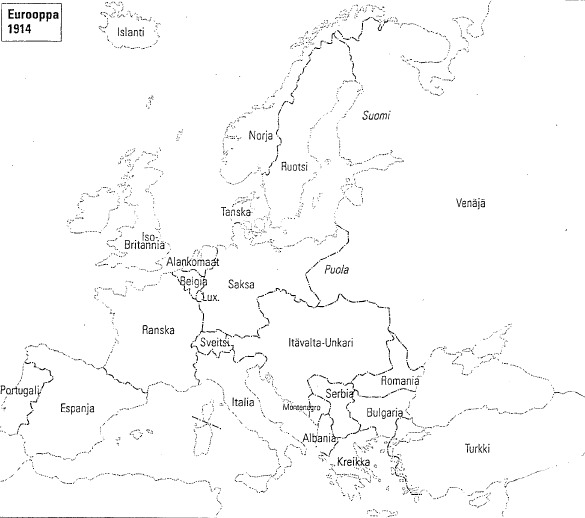 Eurooppa
1914
Islanti
Suomi
Norja
Ruotsi
Venäjä
Tanska
Iso-
Britannia
Alankomaat
Puola
Belgia
Saksa
Lux.
Ranska
Sveitsi
Itävalta-Unkari
Romania
Portugali
Serbia
Italia
Espanja
Montenegro
Bulgaria
Albania
Turkki
Kreikka